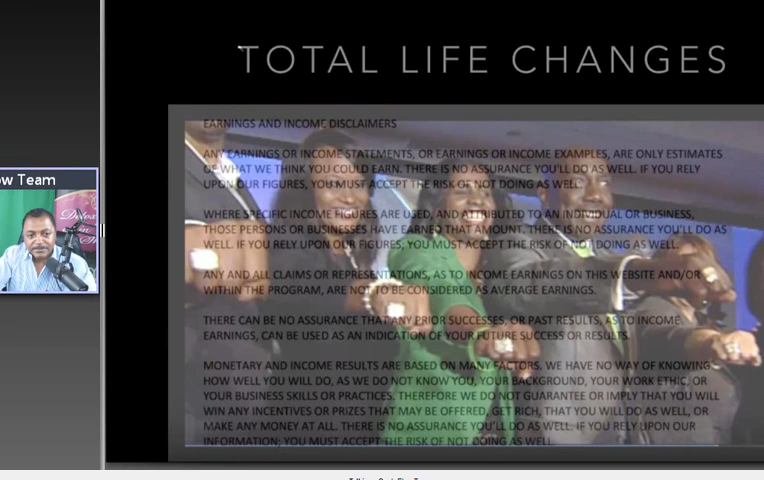 TOTAL LIFE CHANGES
ow Team
EARNINGS AND INCOME DISCLAIMERS
ANY EARNINGS OR INCOME STATEMENTS, OR EARNINGS OR INCOME EXAMPLES, ARE ONLY ESTIMATES
OF WHAT WE THINK YOU COULD EARN. THERE IS NO ASSURANCE YOU'LL DO AS WELL. IF YOU RELY
UPON OUR FIGURES, YOU MUST ACCEPT THE RISK OF NOT DOING AS WELL.
WHERE SPECIFIC INCOME FIGURES ARE USED, AND ATTRIBUTED TO AN INDIVIDUAL OR BUSINESS,
THOSE PERSONS OR BUSINESSES HAVE EARNED THAT AMOUNT. THERE IS NO ASSURANCE YOU'LL DO AS
WELL. IF YOU RELY UPON OUR FIGURES; YOU MUST ACCEPT THE RISK OF NOT DOING AS WELL.
ANY AND ALL CLAIMS OR REPRESENTATIONS, AS TO INCOME EARNINGS ON THIS WEBSITE AND/OR
WITHIN THE PROGRAM, ARE NOT TO BE CONSIDERED AS AVERAGE EARNINGS.
THERE CAN BE NO ASSURANCE THAT ANY PRIOR SUCCESSES, OR PAST RESULTS, AS TO INCOME
EARNINGS, CAN BE USED AS AN INDICATION OF YOUR FUTURE SUCCESS OR RESULTS.
MONETARY AND INCOME RESULTS ARE BASED ON MANY FACTORS. WE HAVE NO WAY OF KNOWING
HOW WELL YOU WILL DO, AS WE DO NOT KNOW YOU, YOUR BACKGROUND, YOUR WORK ETHIC, OR
YOUR BUSINESS SKILLS OR PRACTICES. THEREFORE WE DO NOT GUARANTEE OR IMPLY THAT YOU WILL
WIN ANY INCENTIVES OR PRIZES THAT MAY BE OFFERED, GET RICH, THAT YOU WILL DO AS WELL, OR
MAKE ANY MONEY AT ALL. THERE IS NO ASSURANCE YOU'LL DO AS WELL. IF YOU RELY UPON OUR
INFORMATION; YOU MUST ACCEPT THE RISK OF NOT DOING AS WELL.